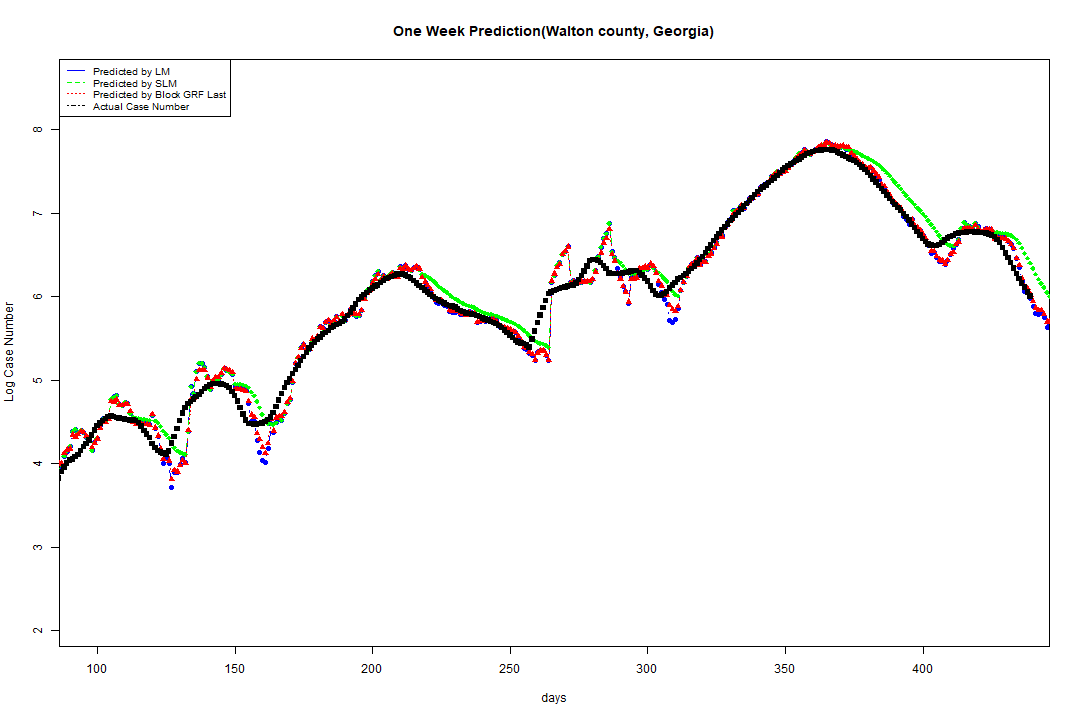 One Week Prediction(Walton county, Georgia)
Predicted by LM
Predicted by SLM
Predicted by Block GRF Last
Actual Case Number
8
7
6
5
4
3
2
Log Case Number
100 150 200 250 300 350 400
days